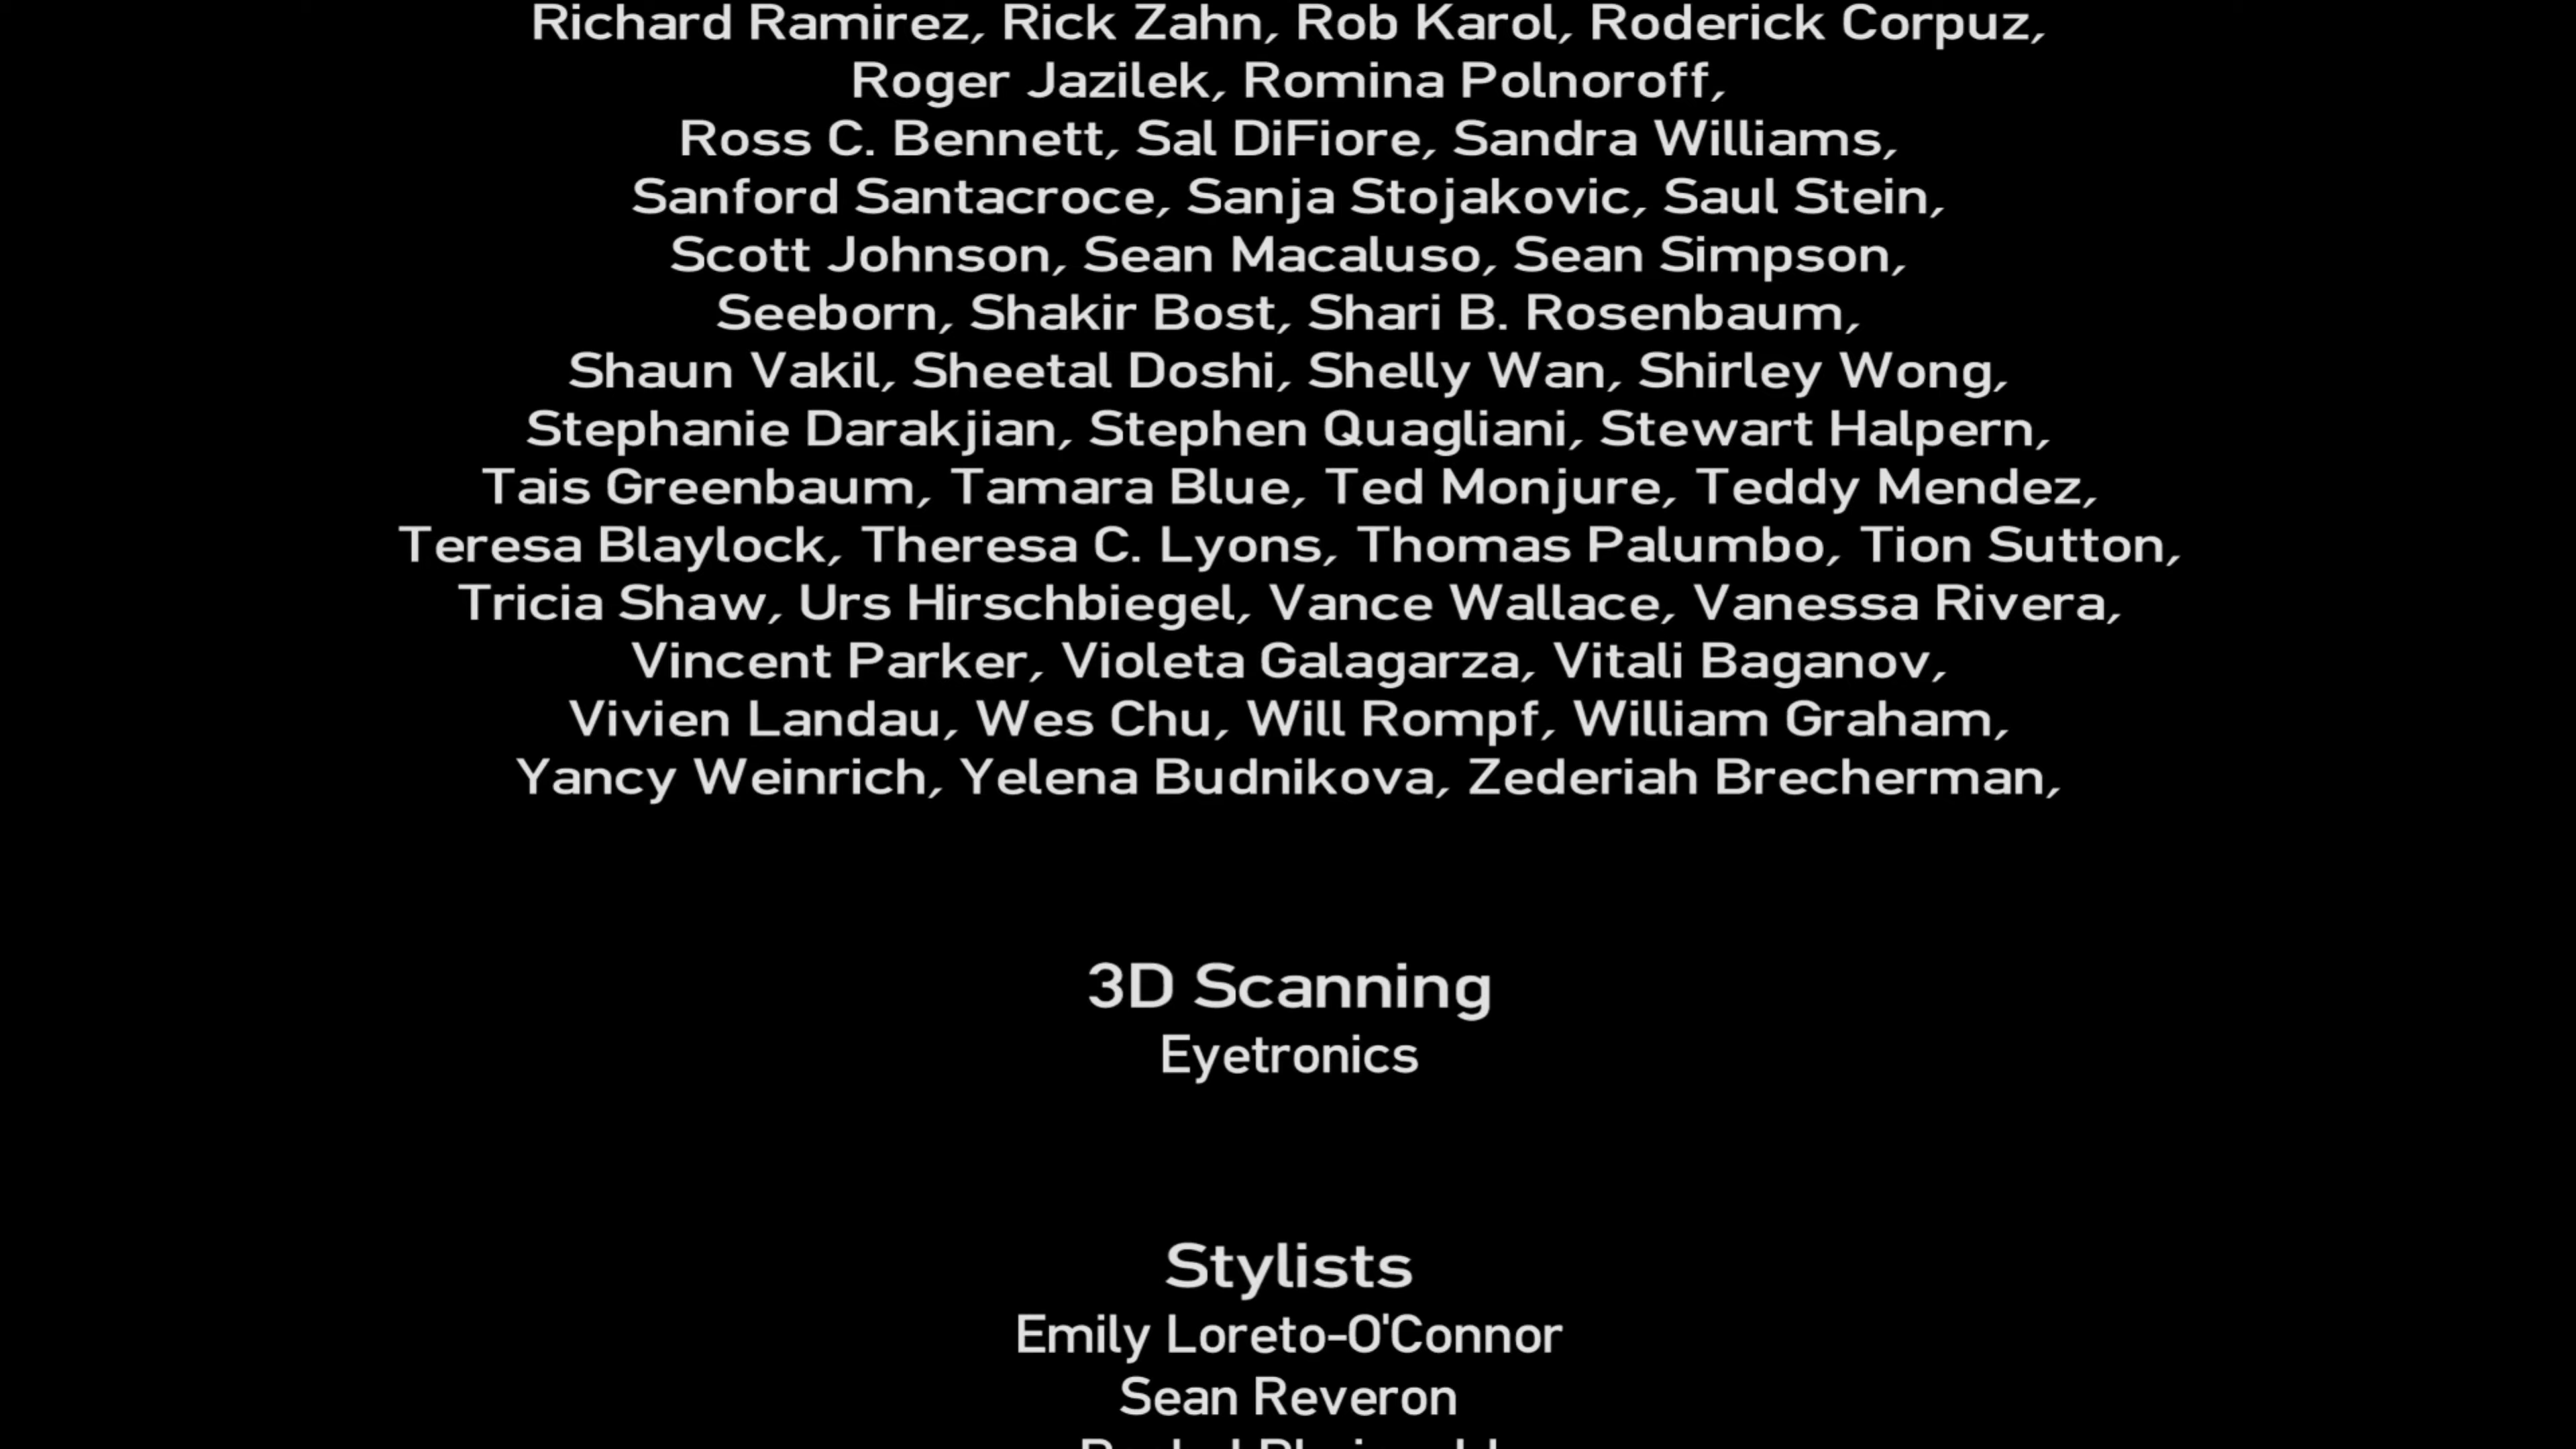 Richard Ramirez, Rick Zahn, Rob Karol, Roderick Corpuz,
Roger Jazilek, Romina Polnoroff,
Ross C. Bennett, Sal DiFiore, Sandra Williams,
Sanford Santacroce, Sanja Stojakovic, Saul Stein,
Scott Johnson, Sean Macaluso, Sean Simpson,
Seeborn, Shakir Bost, Shari B. Rosenbaum,
Shaun Vakil, Sheetal Doshi, Shelly Wan, Shirley Wong,
Stephanie Darakjian, Stephen Quagliani, Stewart Halpern,
Tais Greenbaum, Tamara Blue, Ted Monjure, Teddy Mendez,
Teresa Blaylock, Theresa C. Lyons, Thomas Palumbo, Tion Sutton,
Tricia Shaw, Urs Hirschbiegel, Vance Wallace, Vanessa Rivera,
Vincent Parker, Violeta Galagarza, Vitali Baganov,
Vivien Landau, Wes Chu, Will Rompf, William Graham,
Yancy Weinrich, Yelena Budnikova, Zederiah Brecherman,
3D Scanning
Eyetronics
Stylists
Emily Loreto-O'Connor
Sean Reveron